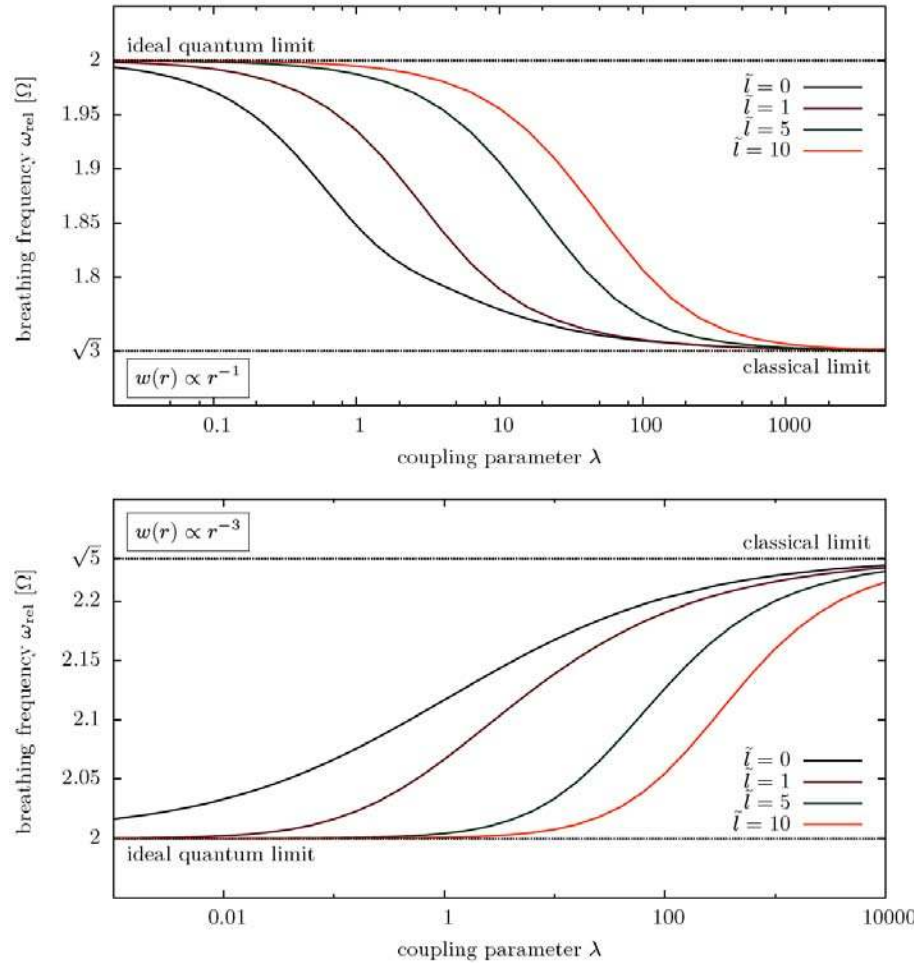 ideal quantum limit
2
1.95
1.9
1.85
1.8
√3
breathing frequency ω_rel [Ω]
l̃ = 0
l̃ = 1
l̃ = 5
l̃ = 10
w(r) ∝ r⁻¹
classical limit
0.1
1
10
100
1000
coupling parameter λ
w(r) ∝ r⁻³
classical limit
√5
2.2
2.15
2.1
2.05
2
breathing frequency ω_rel [Ω]
l̃ = 0
l̃ = 1
l̃ = 5
l̃ = 10
ideal quantum limit
0.01
1
100
10000
coupling parameter λ